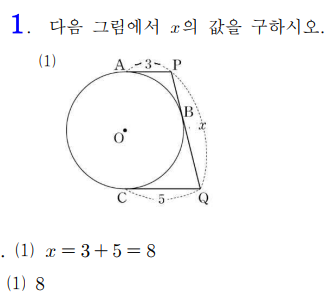 1. 다음 그림에서 x의 값을 구하시오.
(1)
A 3 P
B
x
O
C 5 Q
. (1) x = 3 + 5 = 8
(1) 8